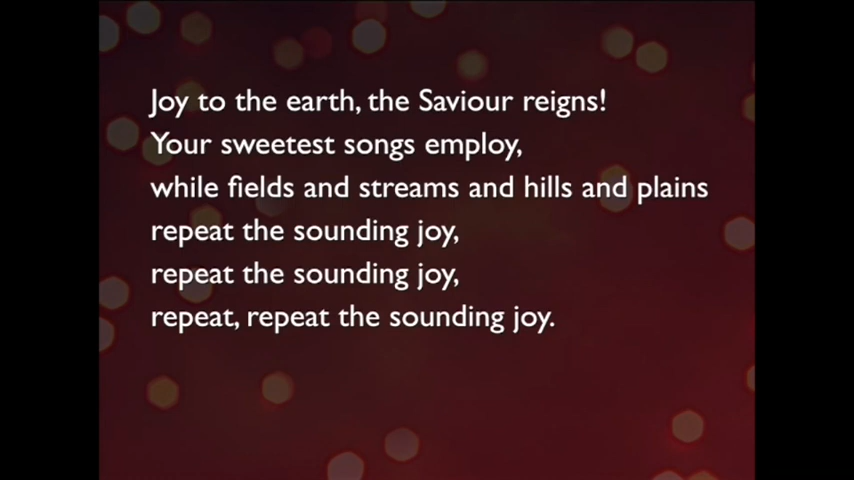 Joy to the earth, the Saviour reigns!
Your sweetest songs employ,
while fields and streams and hills and plains
repeat the sounding joy,
repeat the sounding joy,
repeat, repeat the sounding joy.